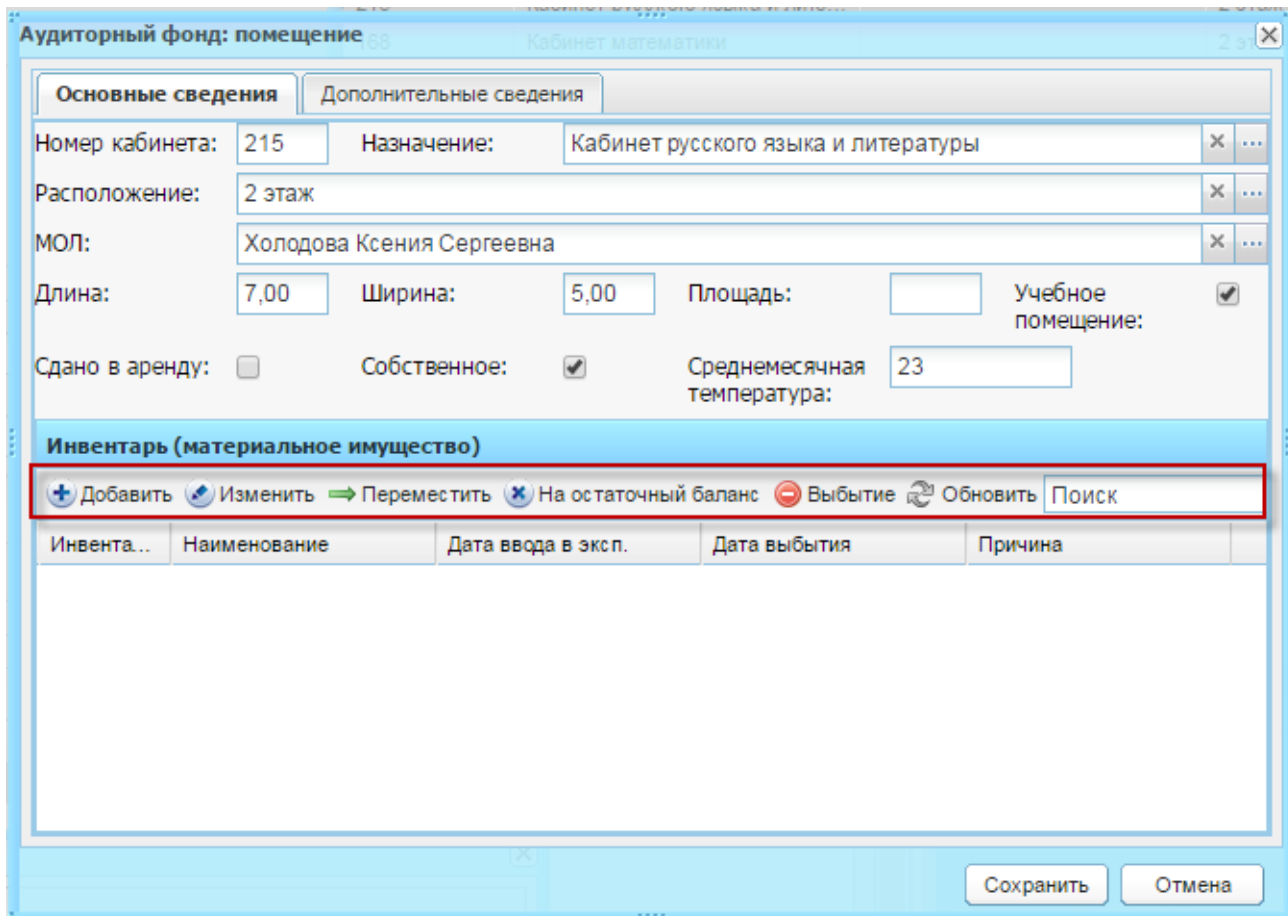 Аудиторный фонд: помещение
168 Кабинет математики
Основные сведения Дополнительные сведения
Номер кабинета: 215 Назначение: Кабинет русского языка и литературы
Расположение: 2 этаж
МОЛ: Холодова Ксения Сергеевна
Длина: 7,00 Ширина: 5,00 Площадь: Учебное
помещение:
Сдано в аренду: Собственное: Среднемесячная 23
температура:
Инвентарь (материальное имущество)
Добавить Изменить Переместить На остаточный баланс Выбытие Обновить Поиск
Инвента... Наименование Дата ввода в эксп. Дата выбытия Причина
Сохранить Отмена